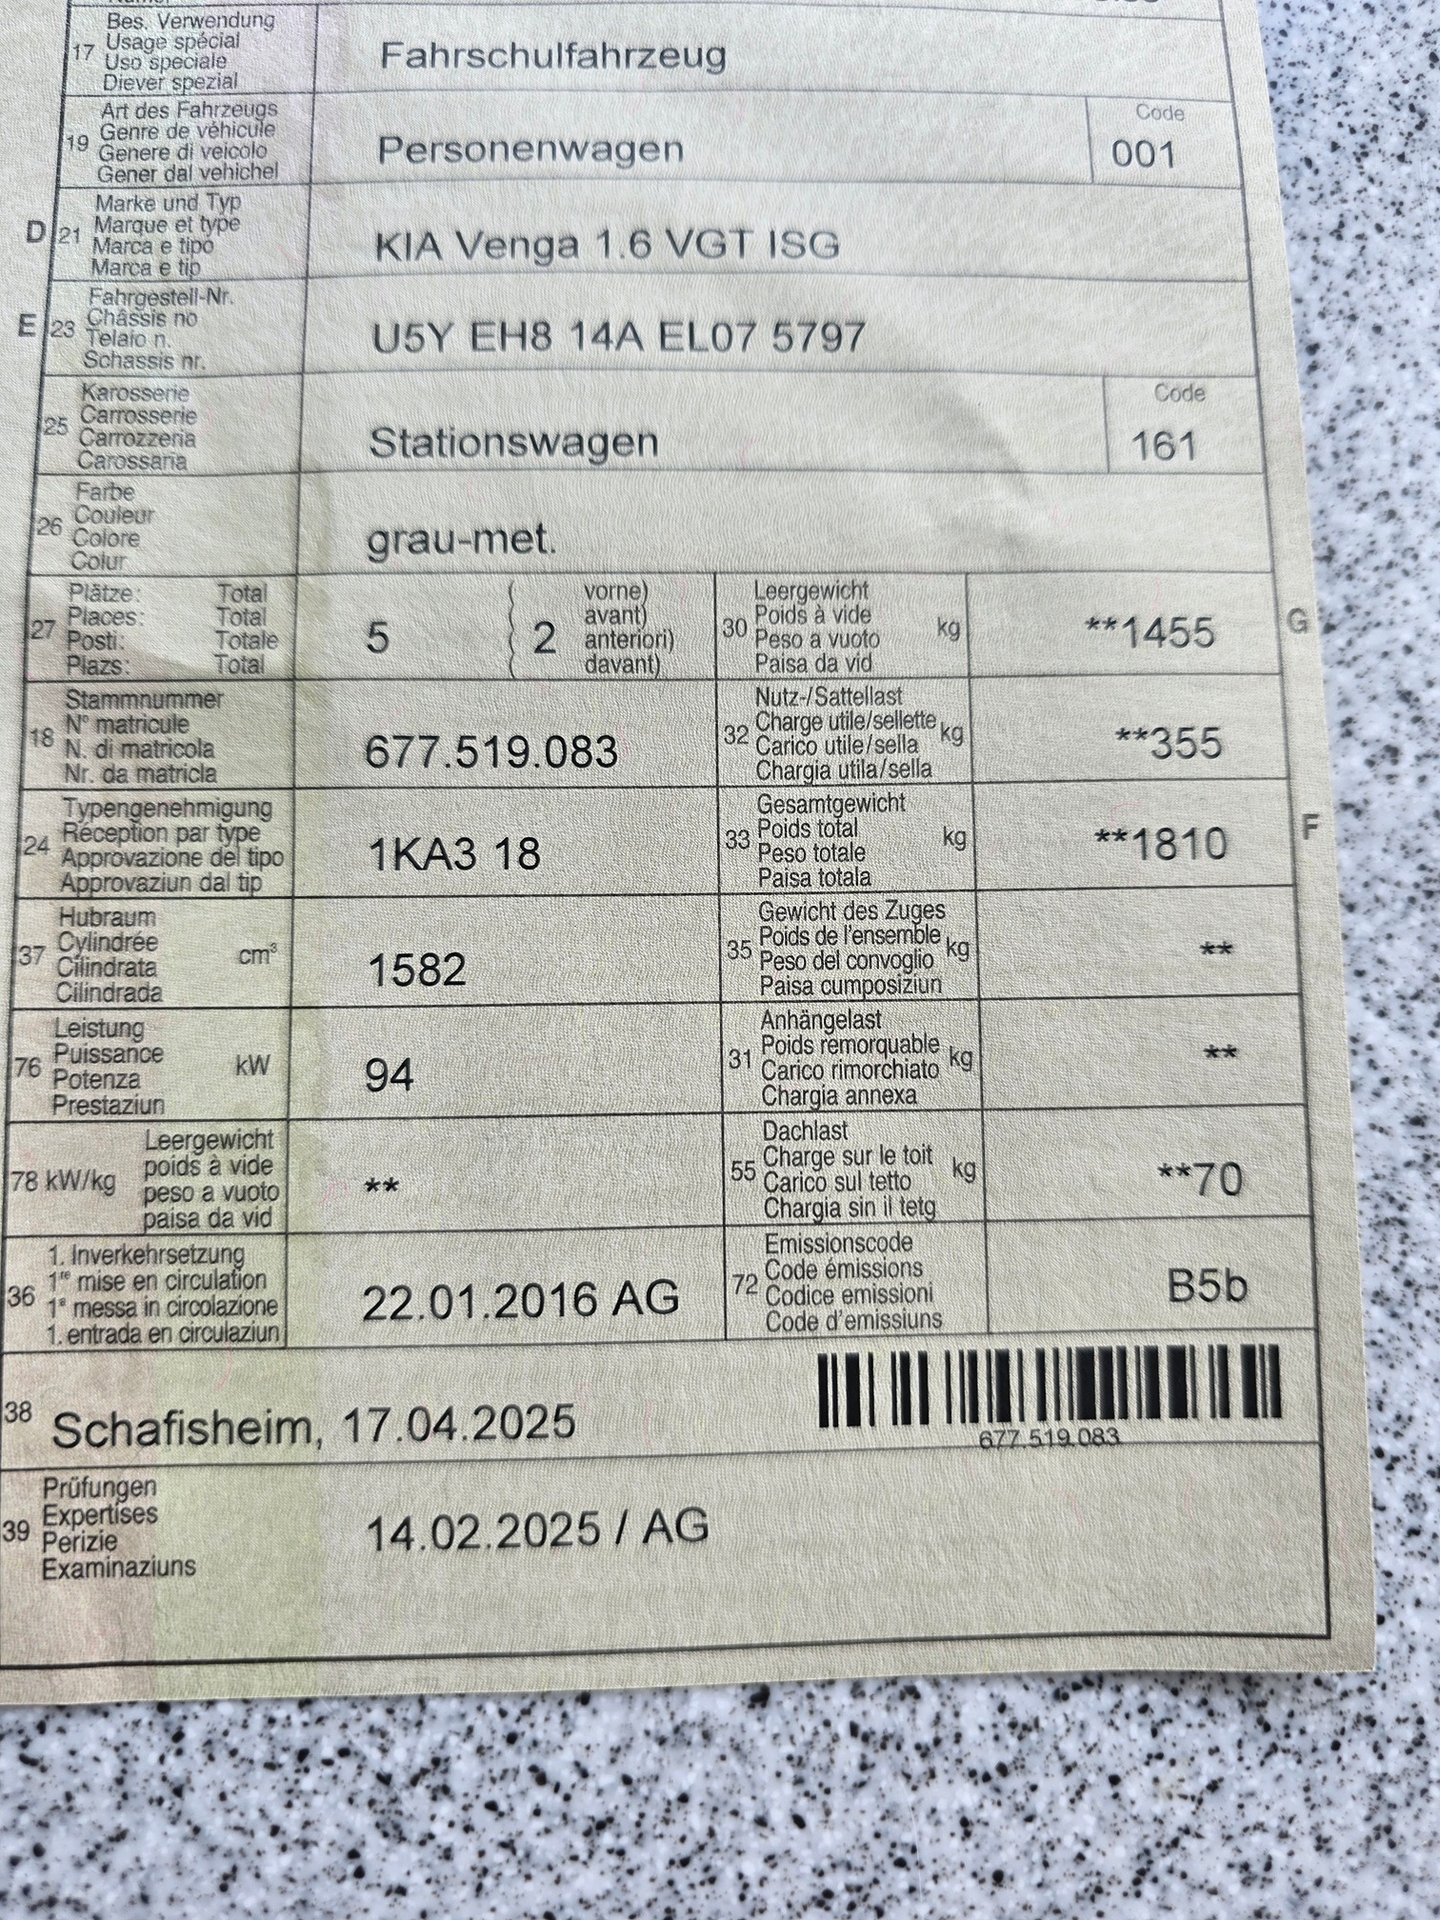 17
Bes. Verwendung
Usage spécial
Uso speciale
Diever spezial
Fahrschulfahrzeug
19
Art des Fahrzeugs
Genre de véhicule
Genere di veicolo
Gener dal vehichel
Personenwagen
Code
001
D
21
Marke und Typ
Marque et type
Marca e tipo
Marca e tip
KIA Venga 1.6 VGT ISG
E
23
Fahrgestell-Nr.
Châssis no
Telaio n.
Schassis nr.
U5Y EH8 14A EL07 5797
25
Karosserie
Carrosserie
Carrozzeria
Carossaria
Stationswagen
Code
161
26
Farbe
Couleur
Colore
Colur
grau-met.
27
Plätze: Total
Places: Total
Posti: Totale
Plazs: Total
5
( 2
vorne)
avant)
anteriori)
davant)
30
Leergewicht
Poids à vide
Peso a vuoto
Paisa da vid
kg
**1455
G
18
Stammnummer
N° matricule
N. di matricola
Nr. da matricla
677.519.083
32
Nutz-/Sattellast
Charge utile/sellette
Carico utile/sella
Chargia utila/sella
kg
**355
24
Typengenehmigung
Réception par type
Approvazione del tipo
Approvaziun dal tip
1KA3 18
33
Gesamtgewicht
Poids total
Peso totale
Paisa totala
kg
**1810
F
37
Hubraum
Cylindrée
Cilindrata
Cilindrada
cm³
1582
35
Gewicht des Zuges
Poids de l'ensemble
Peso del convoglio
Paisa cumposiziun
kg
**
76
Leistung
Puissance
Potenza
Prestaziun
kW
94
31
Anhängelast
Poids remorquable
Carico rimorchiato
Chargia annexa
kg
**
78 kW/kg
Leergewicht
poids à vide
peso a vuoto
paisa da vid
**
55
Dachlast
Charge sur le toit
Carico sul tetto
Chargia sin il tetg
kg
**70
36
1. Inverkehrsetzung
1re mise en circulation
1a messa in circolazione
1. entrada en circulaziun
22.01.2016 AG
72
Emissionscode
Code émissions
Codice emissioni
Code d'emissiuns
B5b
38
Schafisheim, 17.04.2025
677.519.083
39
Prüfungen
Expertises
Perizie
Examinaziuns
14.02.2025 / AG